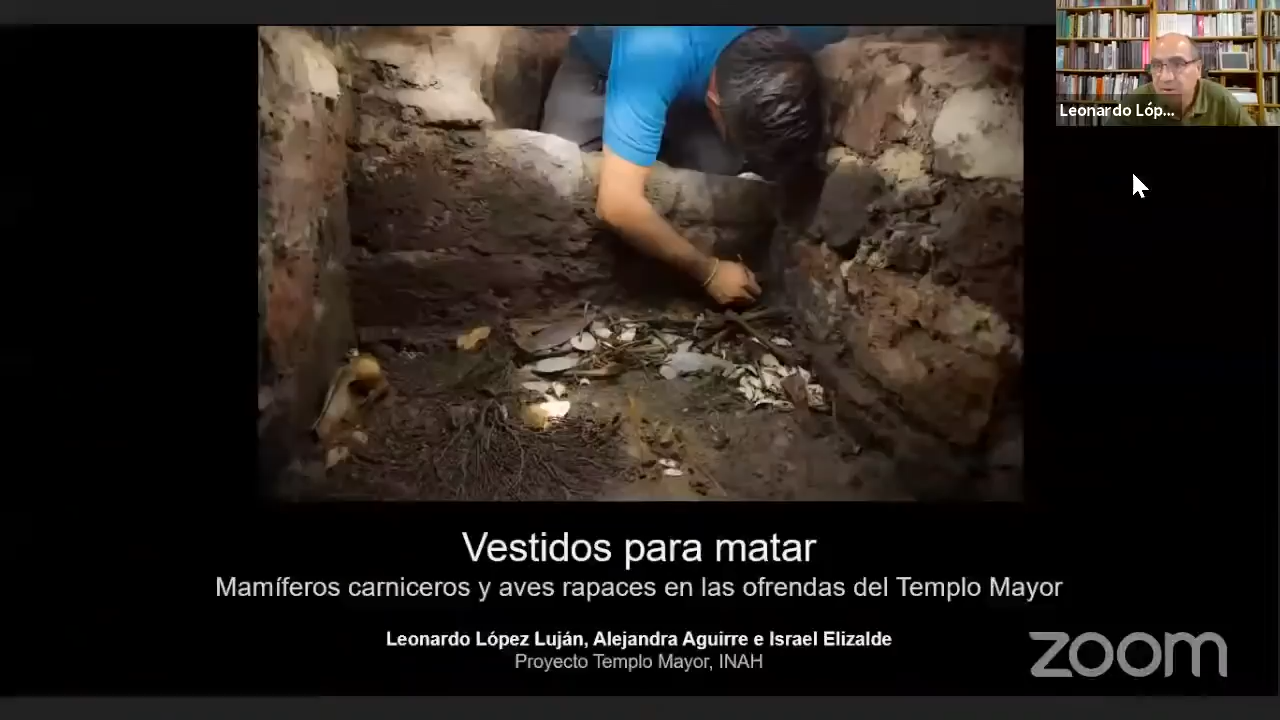 Leonardo Lóp...
Vestidos para matar
Mamíferos carniceros y aves rapaces en las ofrendas del Templo Mayor
Leonardo López Luján, Alejandra Aguirre e Israel Elizalde
Proyecto Templo Mayor, INAH
zoom